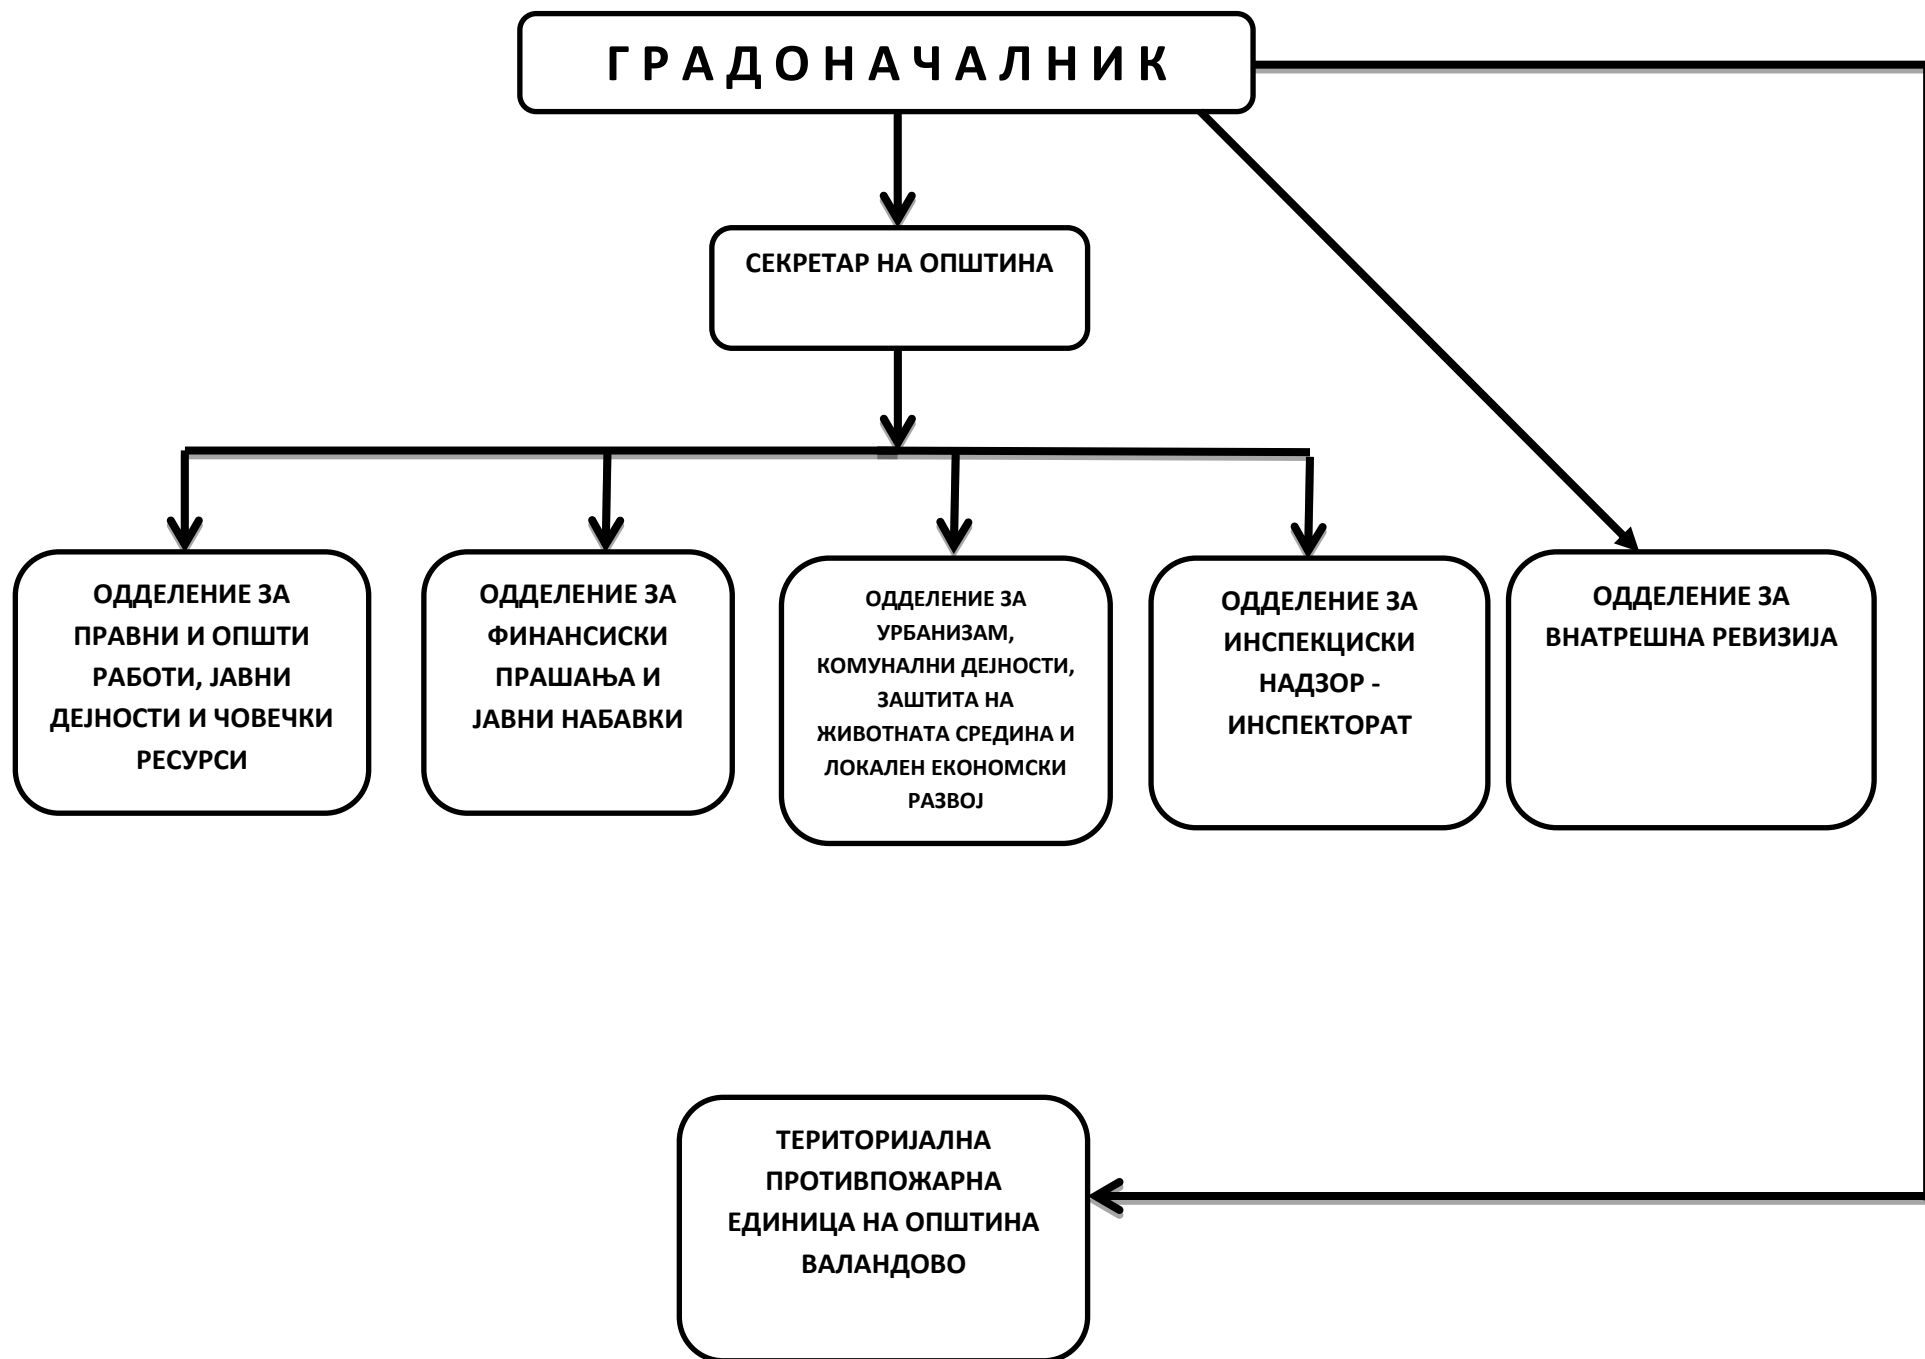 ГРАДОНАЧАЛНИК
СЕКРЕТАР НА ОПШТИНА
ОДДЕЛЕНИЕ ЗА
ПРАВНИ И ОПШТИ
РАБОТИ, ЈАВНИ
ДЕЈНОСТИ И ЧОВЕЧКИ
РЕСУРСИ
ОДДЕЛЕНИЕ ЗА
ФИНАНСИСКИ
ПРАШАЊА И
ЈАВНИ НАБАВКИ
ОДДЕЛЕНИЕ ЗА
УРБАНИЗАМ,
КОМУНАЛНИ ДЕЈНОСТИ,
ЗАШТИТА НА
ЖИВОТНАТА СРЕДИНА И
ЛОКАЛЕН ЕКОНОМСКИ
РАЗВОЈ
ОДДЕЛЕНИЕ ЗА
ИНСПЕКЦИСКИ
НАДЗОР -
ИНСПЕКТОРАТ
ОДДЕЛЕНИЕ ЗА
ВНАТРЕШНА РЕВИЗИЈА
ТЕРИТОРИЈАЛНА
ПРОТИВПОЖАРНА
ЕДИНИЦА НА ОПШТИНА
ВАЛАНДОВО